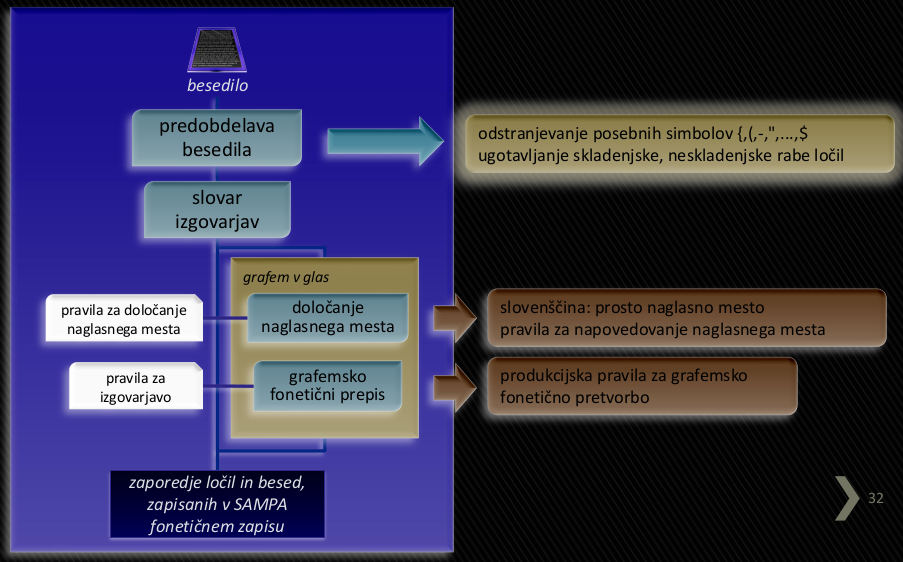 besedilo
predobdelava
besedila
odstranjevanje posebnih simbolov {,(,-,",...,$
ugotavljanje skladenjske, neskladenjske rabe ločil
slovar
izgovarjav
grafem v glas
pravila za določanje
naglasnega mesta
določanje
naglasnega mesta
slovenščina: prosto naglasno mesto
pravila za napovedovanje naglasnega mesta
pravila za
izgovarjavo
grafemsko
fonetični prepis
produkcijska pravila za grafemsko
fonetično pretvorbo
zaporedje ločil in besed,
zapisanih v SAMPA
fonetičnem zapisu
32